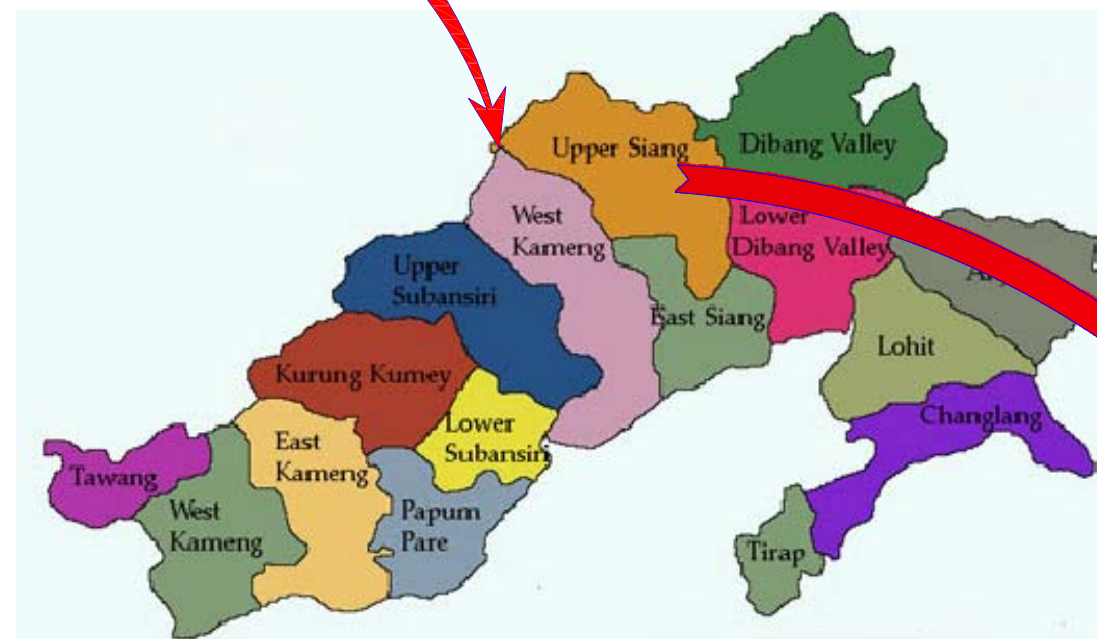 Upper Siang
Dibang Valley
West
Kameng
Lower
Dibang Valley
Upper
Subansiri
East Siang
Lohit
Kurung Kumey
Changlang
Lower
Subansiri
East
Kameng
Tawang
West
Kameng
Papum
Pare
Tirap